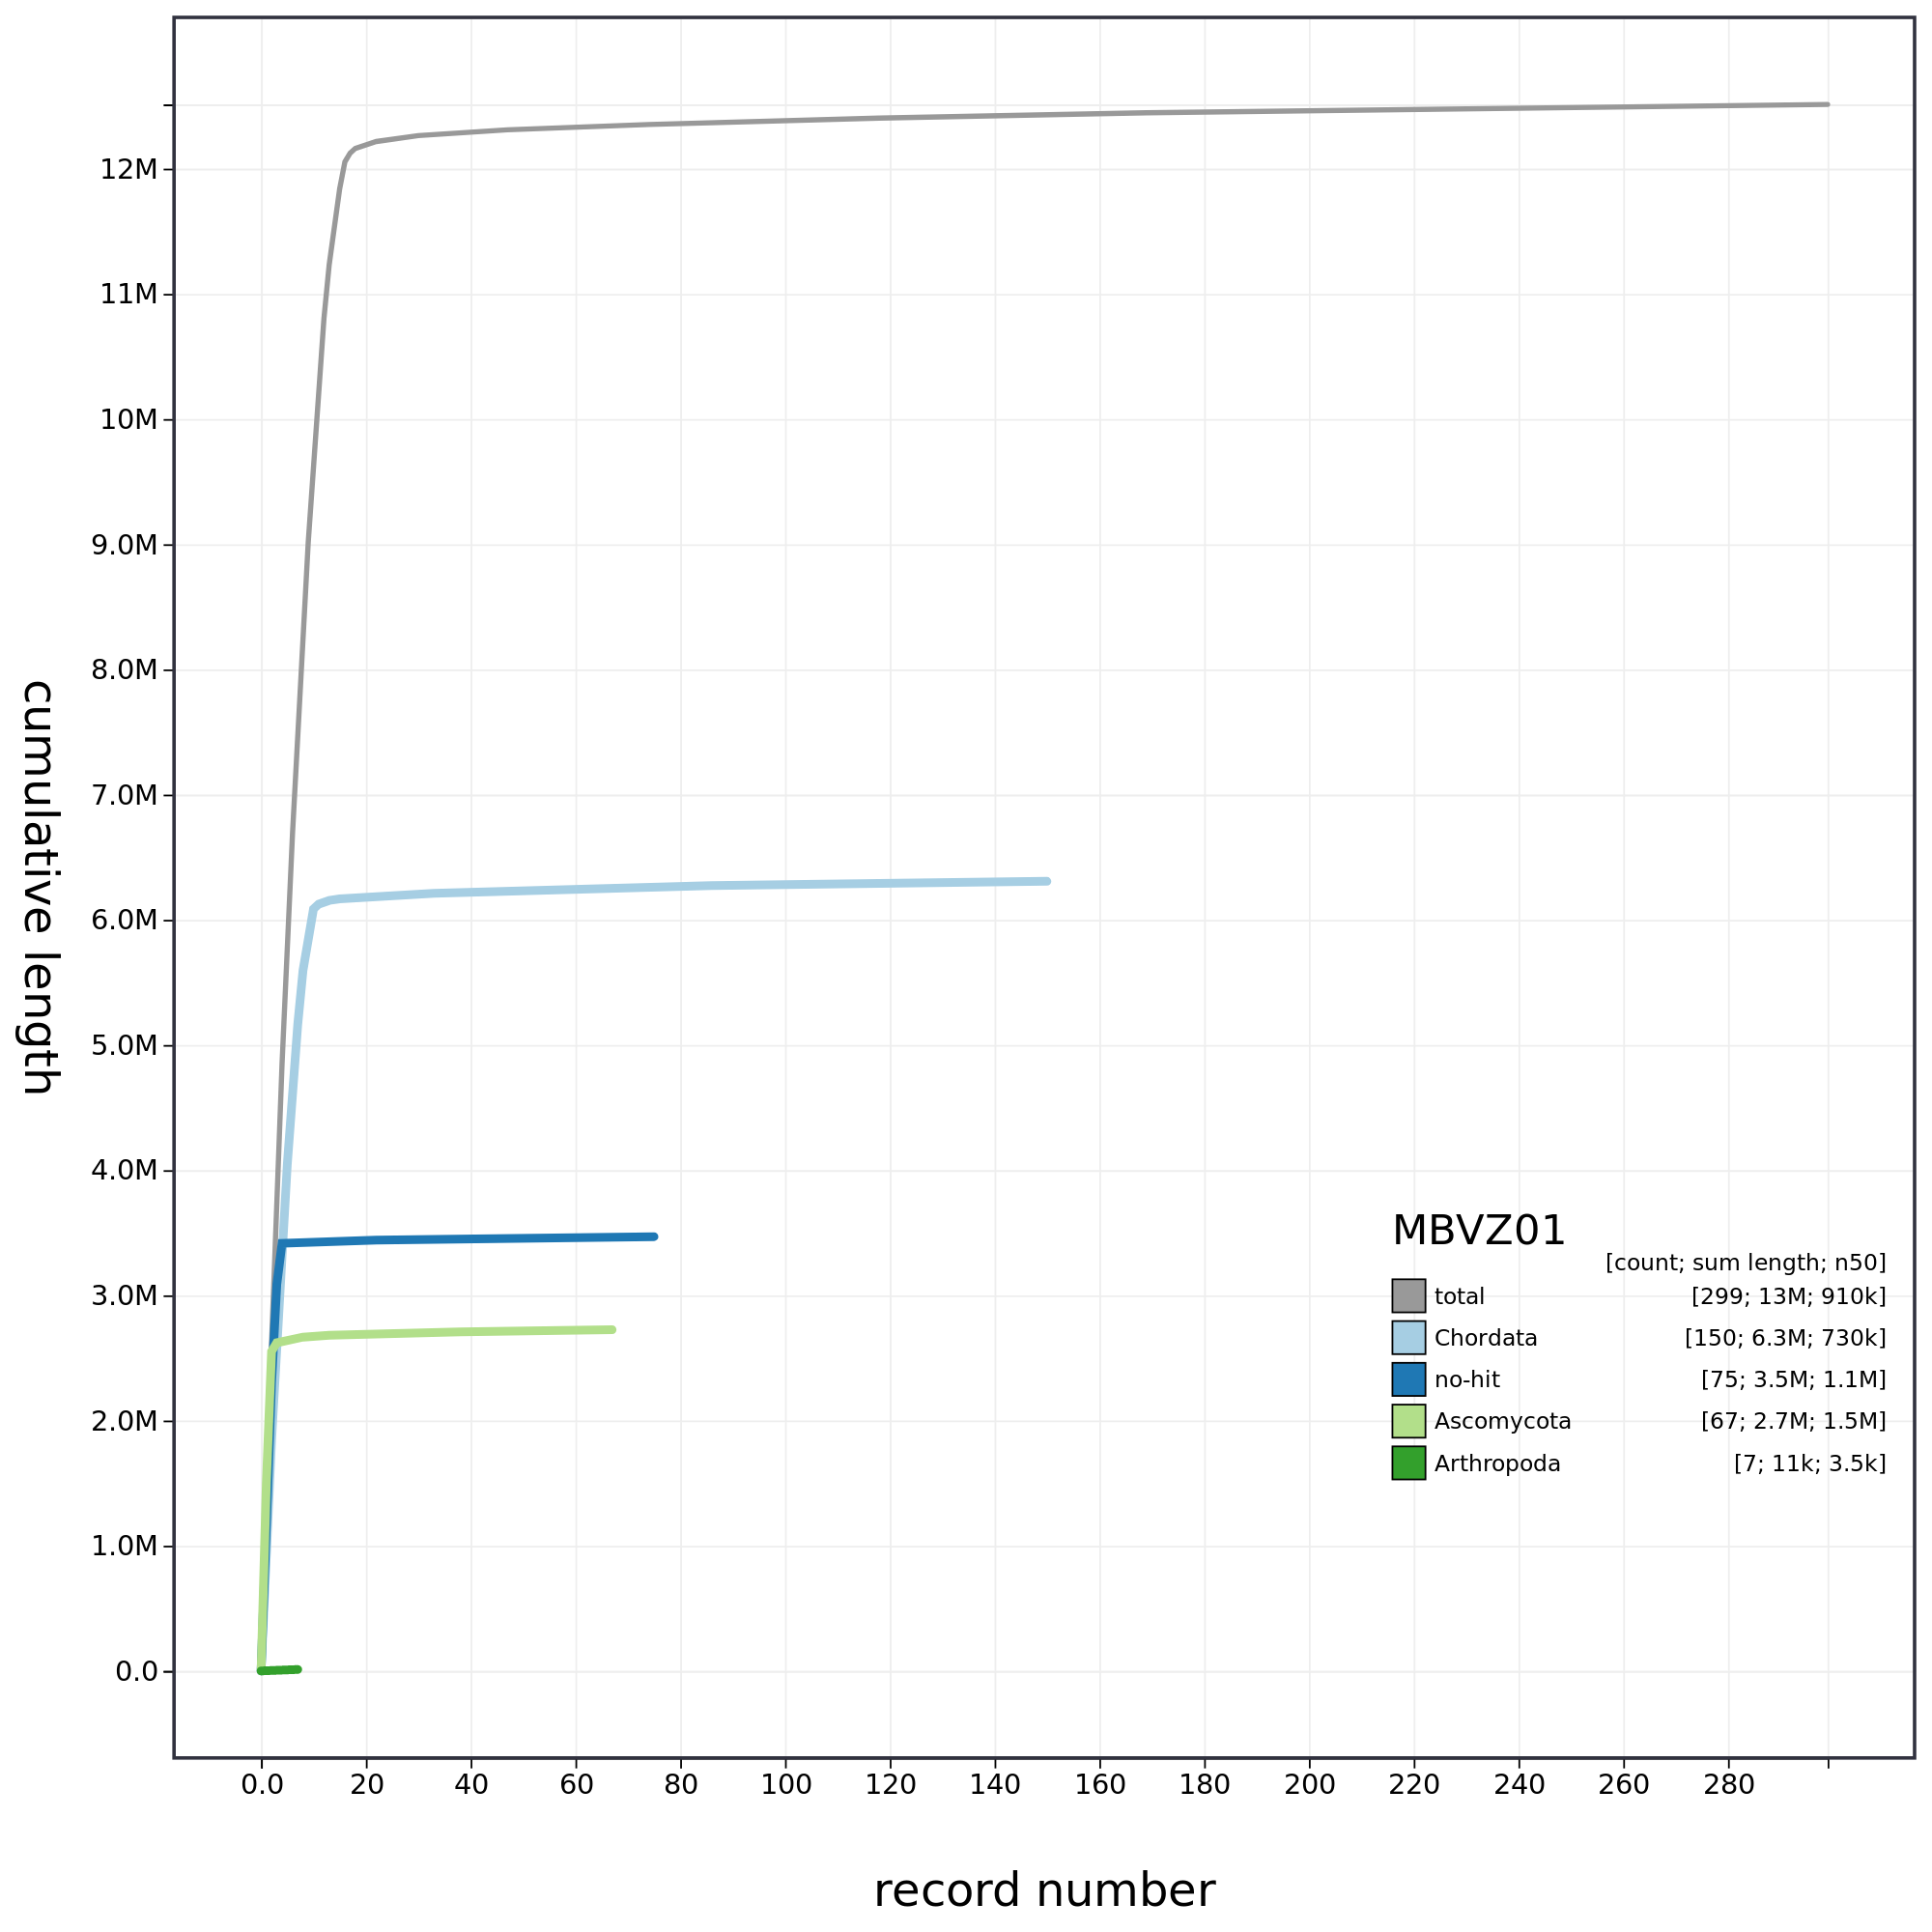 cumulative length
12M
11M
10M
9.0M
8.0M
7.0M
6.0M
5.0M
4.0M
3.0M
2.0M
1.0M
0.0
MBVZ01
[count; sum length; n50]
total [299; 13M; 910k]
Chordata [150; 6.3M; 730k]
no-hit [75; 3.5M; 1.1M]
Ascomycota [67; 2.7M; 1.5M]
Arthropoda [7; 11k; 3.5k]
0.0 20 40 60 80 100 120 140 160 180 200 220 240 260 280
record number